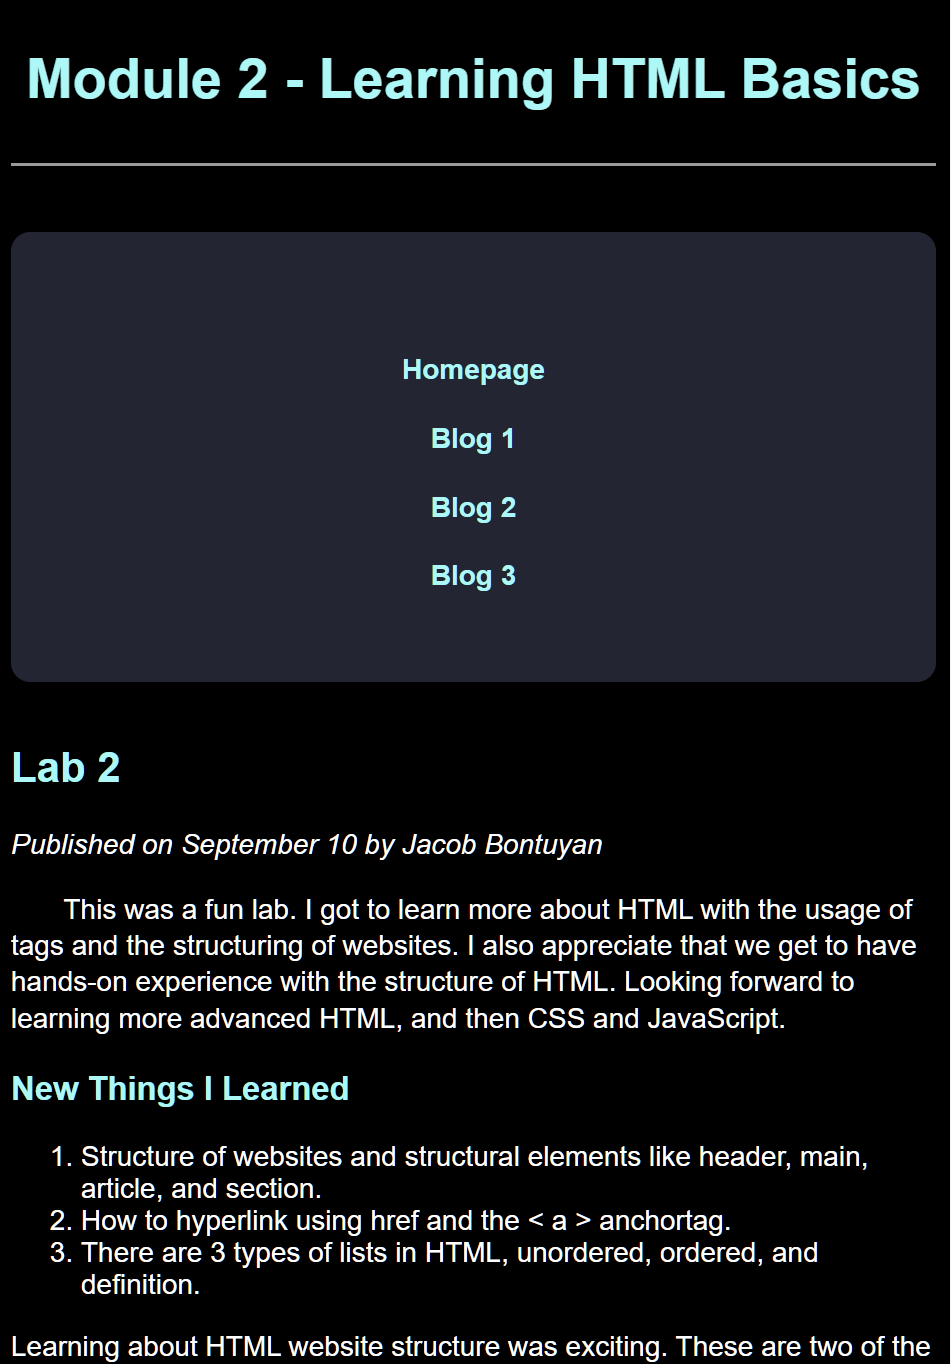 Module 2 - Learning HTML Basics
Homepage
Blog 1
Blog 2
Blog 3
Lab 2
Published on September 10 by Jacob Bontuyan
This was a fun lab. I got to learn more about HTML with the usage of
tags and the structuring of websites. I also appreciate that we get to have
hands-on experience with the structure of HTML. Looking forward to
learning more advanced HTML, and then CSS and JavaScript.
New Things I Learned
1. Structure of websites and structural elements like header, main,
article, and section.
2. How to hyperlink using href and the < a > anchortag.
3. There are 3 types of lists in HTML, unordered, ordered, and
definition.
Learning about HTML website structure was exciting. These are two of the